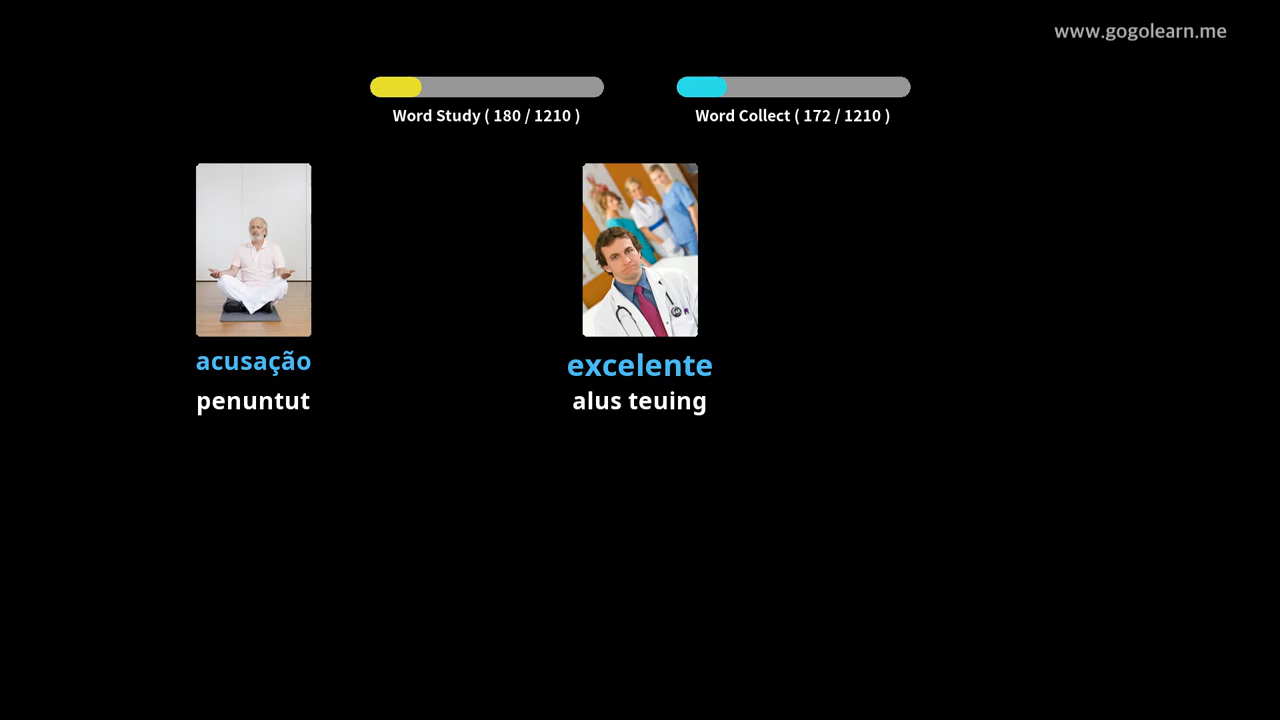 www.gogolearn.me
Word Study ( 180 / 1210 )
Word Collect ( 172 / 1210 )
acusação
excelente
penuntut
alus teuing